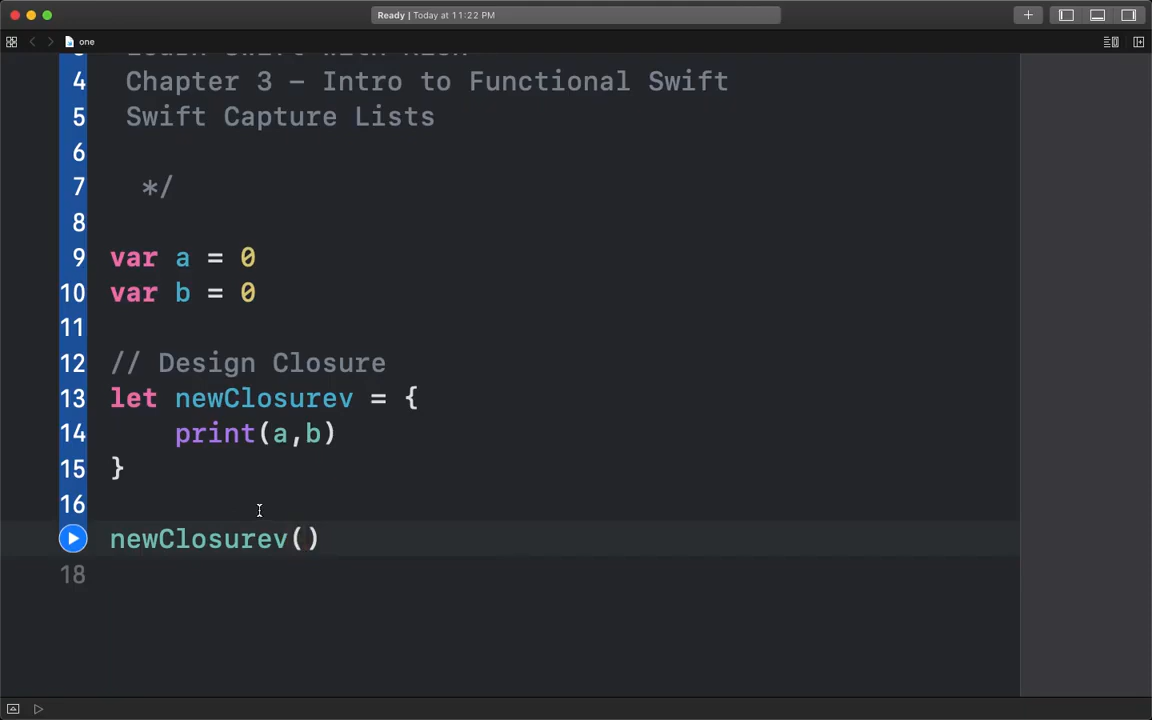 Ready | Today at 11:22 PM
one
4 Chapter 3 – Intro to Functional Swift
5 Swift Capture Lists
6
7 */
8
9 var a = 0
10 var b = 0
11
12 // Design Closure
13 let newClosurev = {
14 print(a,b)
15 }
16
newClosurev()
18